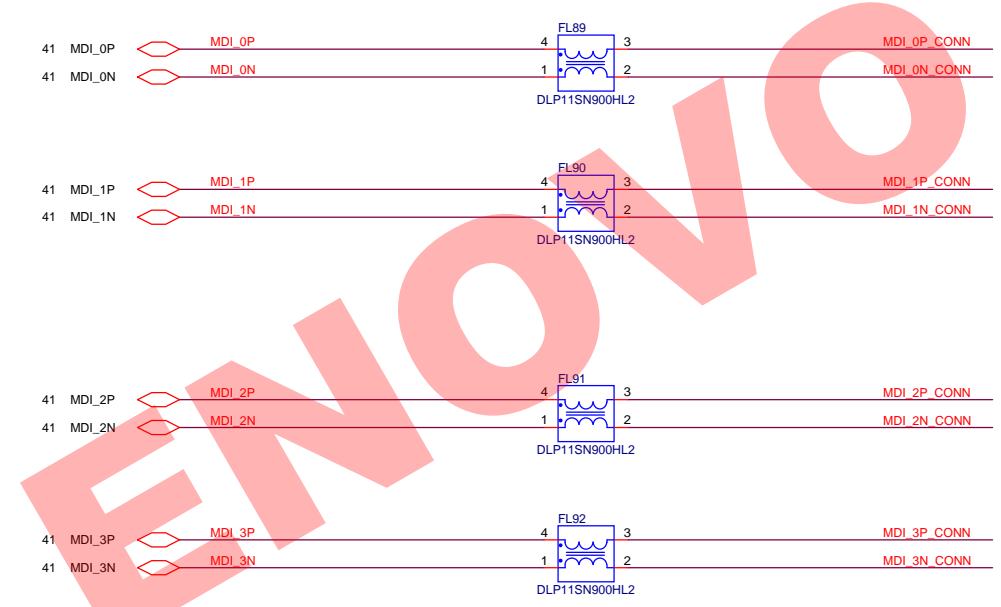 FL89
41 MDI_0P MDI_0P 4 3 MDI_0P_CONN
41 MDI_0N MDI_0N 1 2 MDI_0N_CONN
DLP11SN900HL2
FL90
41 MDI_1P MDI_1P 4 3 MDI_1P_CONN
41 MDI_1N MDI_1N 1 2 MDI_1N_CONN
DLP11SN900HL2
FL91
41 MDI_2P MDI_2P 4 3 MDI_2P_CONN
41 MDI_2N MDI_2N 1 2 MDI_2N_CONN
DLP11SN900HL2
FL92
41 MDI_3P MDI_3P 4 3 MDI_3P_CONN
41 MDI_3N MDI_3N 1 2 MDI_3N_CONN
DLP11SN900HL2
ENOVO